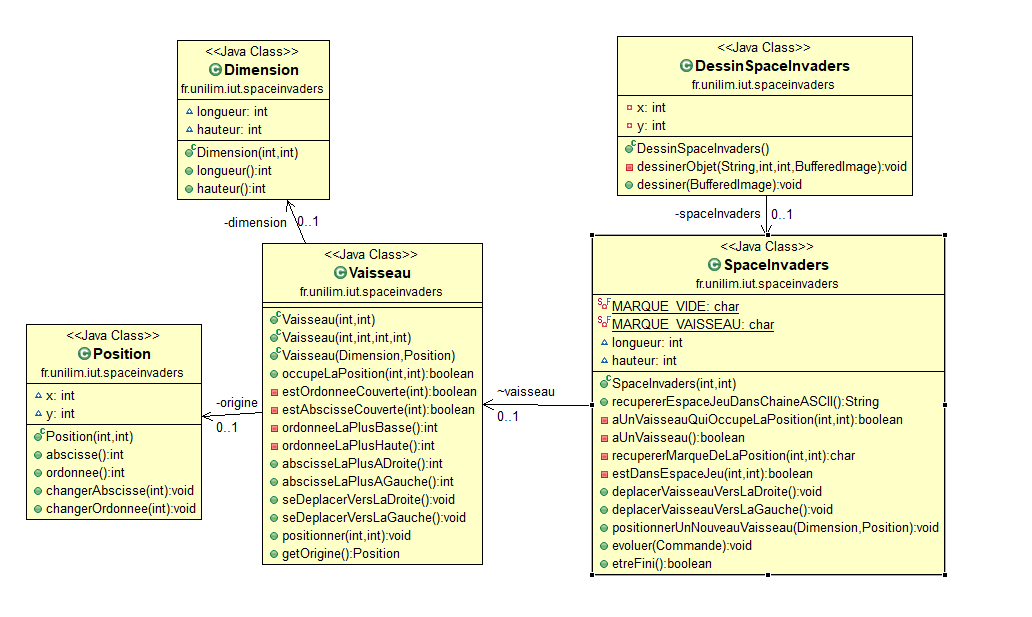 <<Java Class>>
Dimension
fr.unilim.iut.spaceinvaders
longueur: int
hauteur: int
Dimension(int,int)
longueur():int
hauteur():int
-dimension 0..1
<<Java Class>>
DessinSpaceInvaders
fr.unilim.iut.spaceinvaders
x: int
y: int
DessinSpaceInvaders()
dessinerObjet(String,int,int,BufferedImage):void
dessiner(BufferedImage):void
-spaceInvaders 0..1
<<Java Class>>
Position
fr.unilim.iut.spaceinvaders
x: int
y: int
Position(int,int)
abscisse():int
ordonnee():int
changerAbscisse(int):void
changerOrdonnee(int):void
-origine
0..1
<<Java Class>>
Vaisseau
fr.unilim.iut.spaceinvaders
Vaisseau(int,int)
Vaisseau(int,int,int,int)
Vaisseau(Dimension,Position)
occupeLaPosition(int,int):boolean
estOrdonneeCouverte(int):boolean
estAbscisseCouverte(int):boolean
ordonneeLaPlusBasse():int
ordonneeLaPlusHaute():int
abscisseLaPlusADroite():int
abscisseLaPlusAGauche():int
seDeplacerVersLaDroite():void
seDeplacerVersLaGauche():void
positionner(int,int):void
getOrigine():Position
~vaisseau
0..1
<<Java Class>>
SpaceInvaders
fr.unilim.iut.spaceinvaders
MARQUE_VIDE: char
MARQUE_VAISSEAU: char
longueur: int
hauteur: int
SpaceInvaders(int,int)
recupererEspaceJeuDansChaineASCII():String
aUnVaisseauQuiOccupeLaPosition(int,int):boolean
aUnVaisseau():boolean
recupererMarqueDeLaPosition(int,int):char
estDansEspaceJeu(int,int):boolean
deplacerVaisseauVersLaDroite():void
deplacerVaisseauVersLaGauche():void
positionnerUnNouveauVaisseau(Dimension,Position):void
evoluer(Commande):void
etreFini():boolean